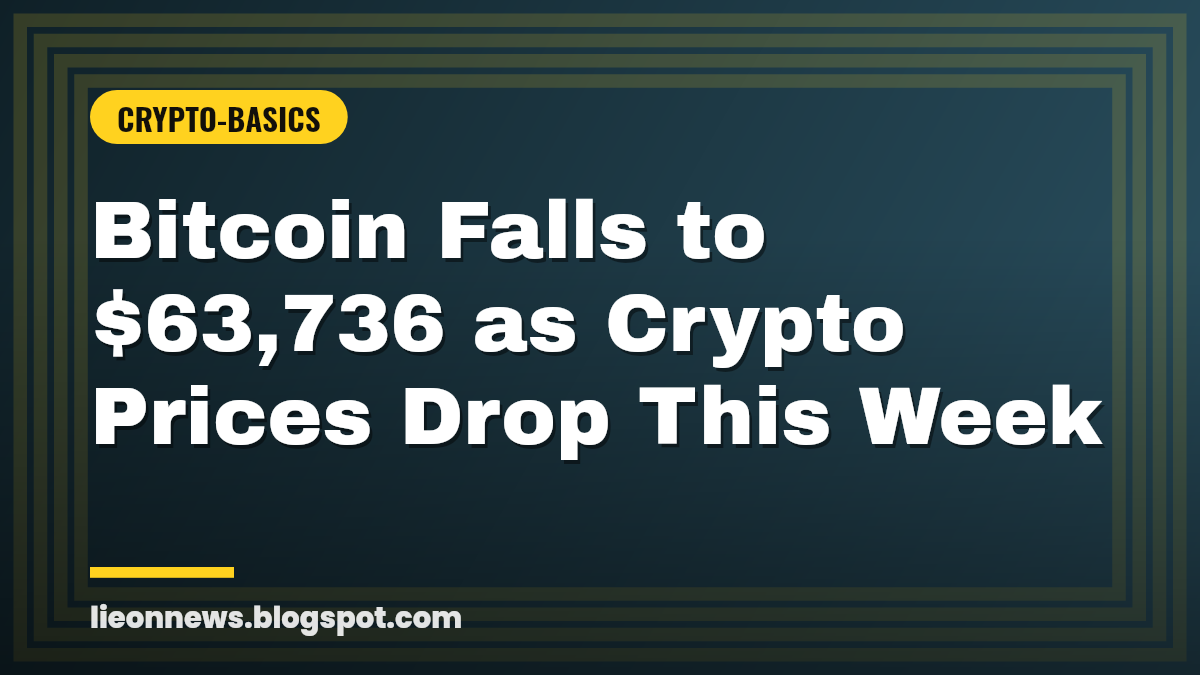 CRYPTO-BASICS
Bitcoin Falls to
$63,736 as Crypto
Prices Drop This Week
lieonnews.blogspot.com